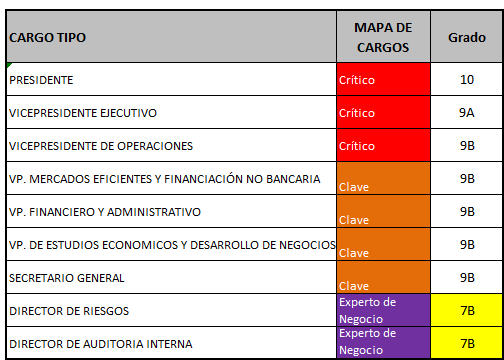 CARGO TIPO MAPA DE CARGOS Grado
PRESIDENTE Crítico 10
VICEPRESIDENTE EJECUTIVO Crítico 9A
VICEPRESIDENTE DE OPERACIONES Crítico 9B
VP. MERCADOS EFICIENTES Y FINANCIACIÓN NO BANCARIA Clave 9B
VP. FINANCIERO Y ADMINISTRATIVO Clave 9B
VP. DE ESTUDIOS ECONOMICOS Y DESARROLLO DE NEGOCIOS Clave 9B
SECRETARIO GENERAL Clave 9B
DIRECTOR DE RIESGOS Experto de Negocio 7B
DIRECTOR DE AUDITORIA INTERNA Experto de Negocio 7B